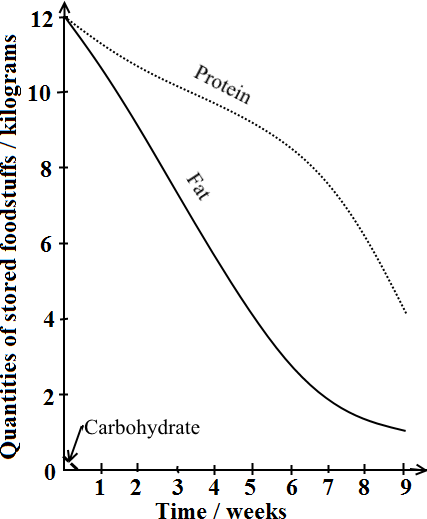 Quantities of stored foodstuffs / kilograms
12
10
8
6
4
2
0
Protein
Fat
Carbohydrate
1 2 3 4 5 6 7 8 9
Time / weeks